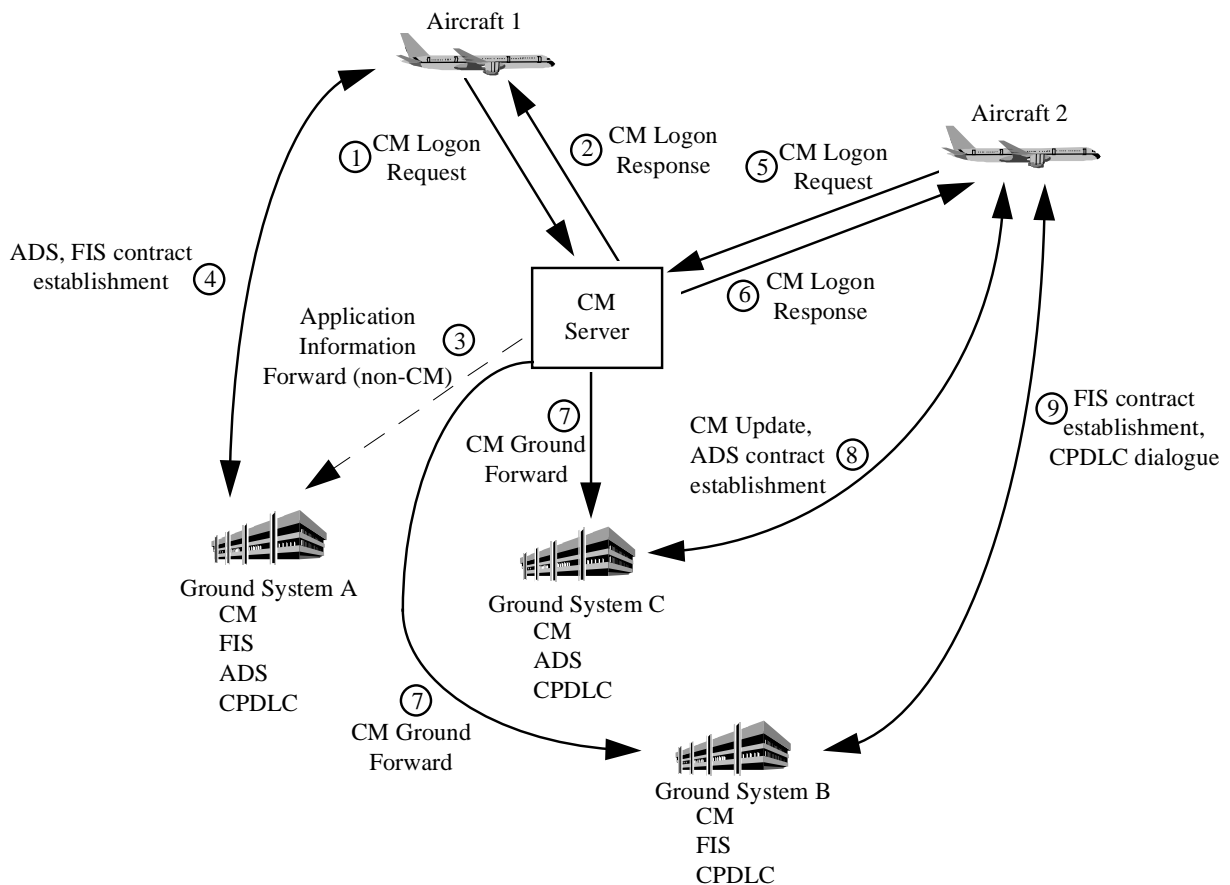 Aircraft 1
Aircraft 2
1 CM Logon
Request
2 CM Logon
Response
5 CM Logon
Request
ADS, FIS contract
establishment 4
6 CM Logon
Response
CM
Server
Application
Information 3
Forward (non-CM)
7
CM Ground
Forward
CM Update,
ADS contract 8
establishment
9 FIS contract
establishment,
CPDLC dialogue
Ground System A
CM
FIS
ADS
CPDLC
Ground System C
CM
ADS
CPDLC
7
CM Ground
Forward
Ground System B
CM
FIS
CPDLC